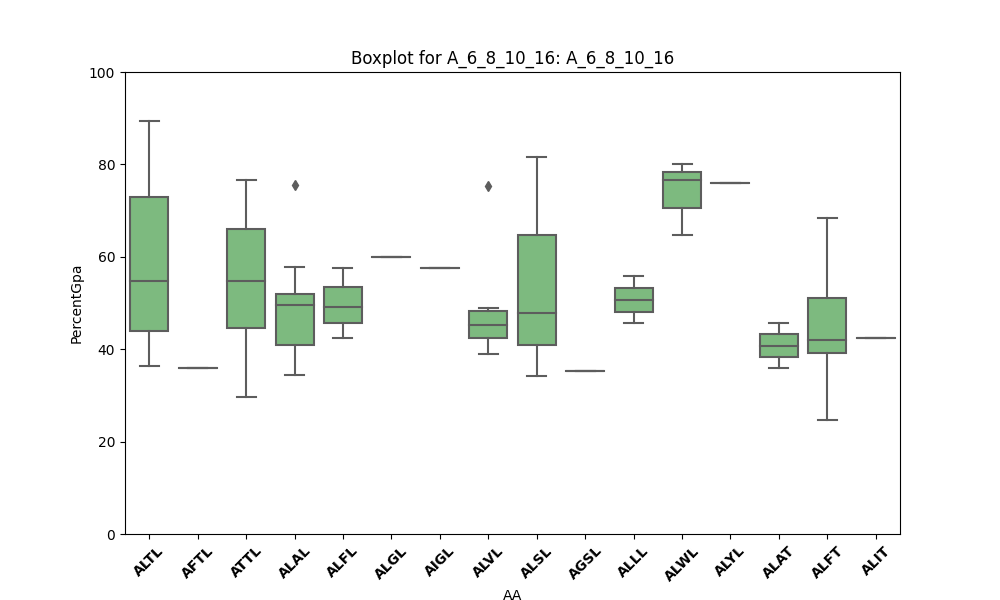 Boxplot for A_6_8_10_16: A_6_8_10_16
100
80
60
40
20
0
PercentGpa
ALTL AFTL ATTL ALAL ALFL ALGL AIGL ALVL ALSL AGSL ALLL ALWL ALYL ALAT ALFT ALIT
AA